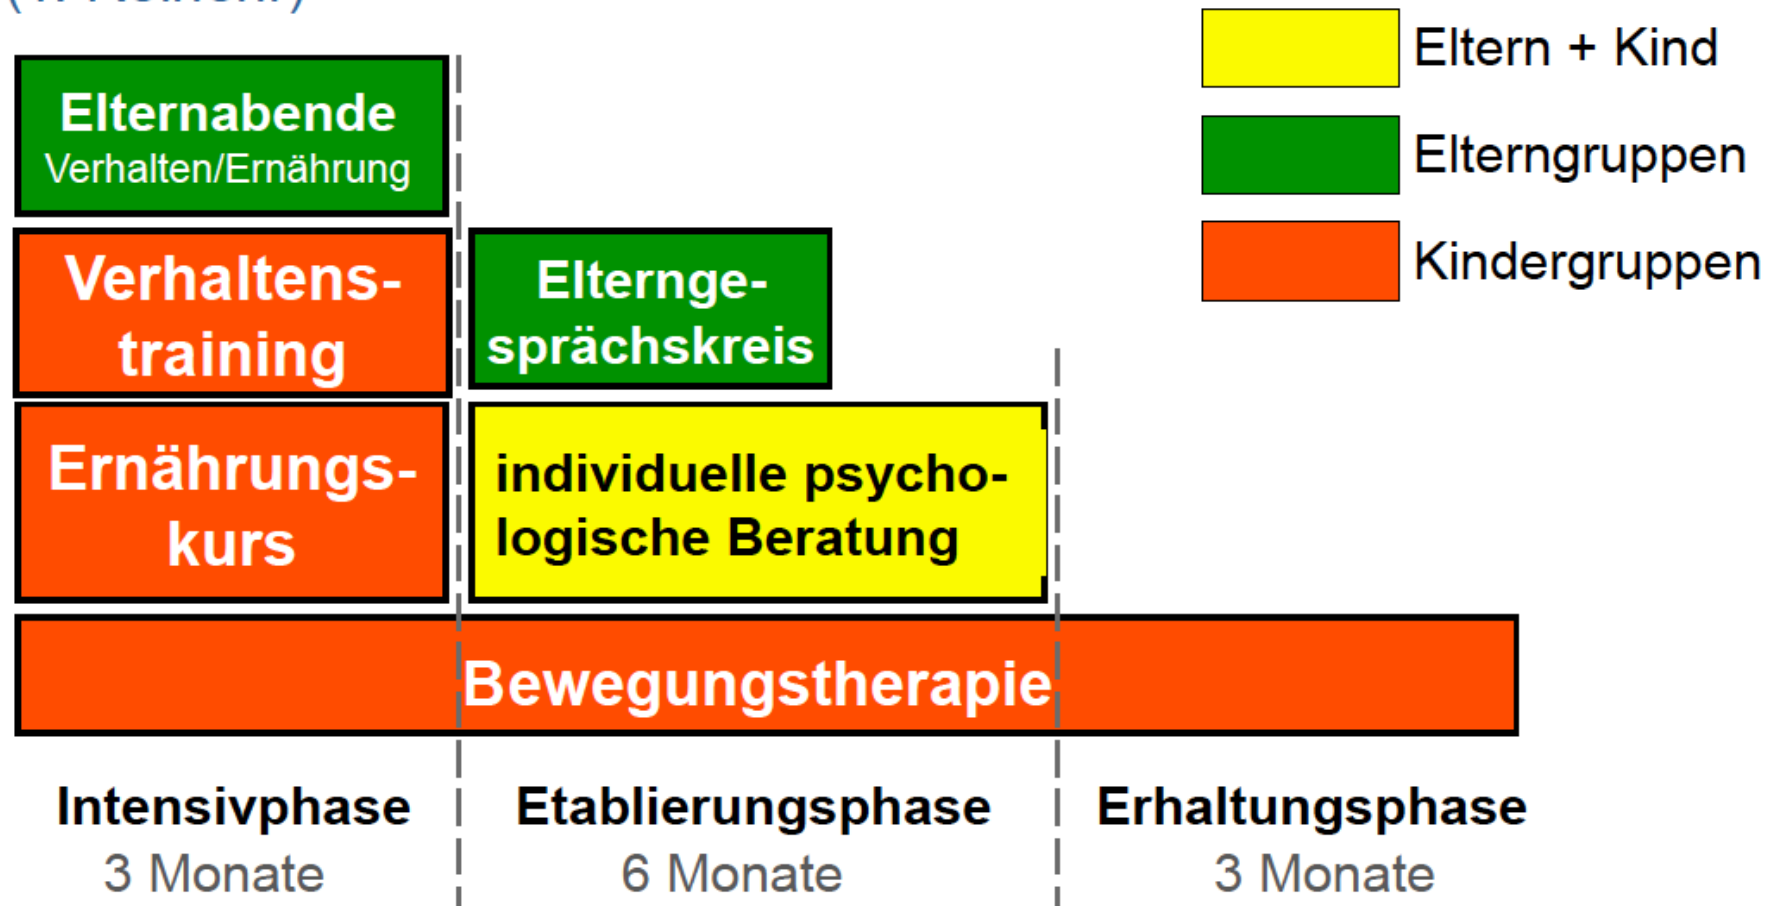 Eltern + Kind
Elterngruppen
Kindergruppen
Elternabende
Verhalten/Ernährung
Verhaltens-
training
Ernährungs-
kurs
Elternge-
sprächskreis
individuelle psycho-
logische Beratung
Bewegungstherapie
Intensivphase
3 Monate
Etablierungsphase
6 Monate
Erhaltungsphase
3 Monate